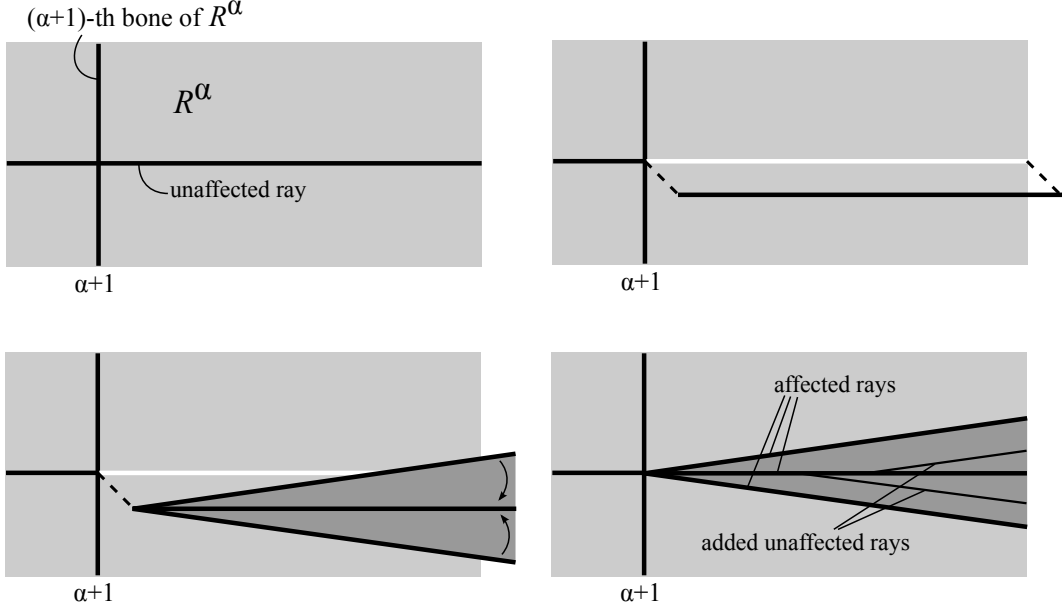 (α+1)-th bone of R^α
R^α
unaffected ray
α+1
α+1
affected rays
added unaffected rays
α+1
α+1